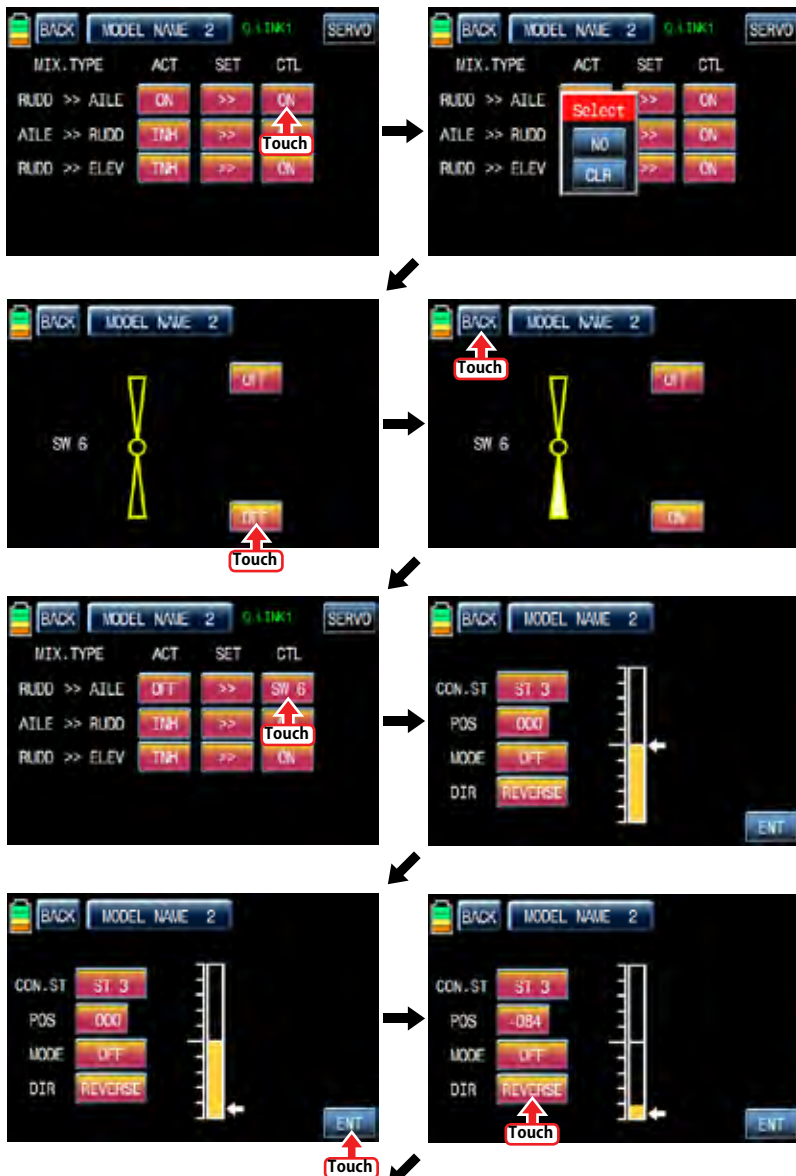 BACK MODEL NAME 2 Q.LINK1 SERVO
MIX.TYPE ACT SET CTL
RUDD >> AILE ON >> ON
AILE >> RUDD INH >>
Touch
RUDD >> ELEV INH >> ON
BACK MODEL NAME 2 Q.LINK1 SERVO
MIX.TYPE ACT SET CTL
RUDD >> AILE >> ON
Select
AILE >> RUDD NO >> ON
RUDD >> ELEV CLR >> ON
BACK MODEL NAME 2
OFF
SW 6
OFF
Touch
BACK MODEL NAME 2
Touch
OFF
SW 6
ON
BACK MODEL NAME 2 Q.LINK1 SERVO
MIX.TYPE ACT SET CTL
RUDD >> AILE OFF >> SW 6
AILE >> RUDD INH >>
Touch
RUDD >> ELEV INH >> ON
BACK MODEL NAME 2
CON.ST ST 3
POS 000
MODE OFF
DIR REVERSE
ENT
BACK MODEL NAME 2
CON.ST ST 3
POS 000
MODE OFF
DIR REVERSE
ENT
Touch
BACK MODEL NAME 2
CON.ST ST 3
POS -084
MODE OFF
DIR REVERSE
Touch
ENT